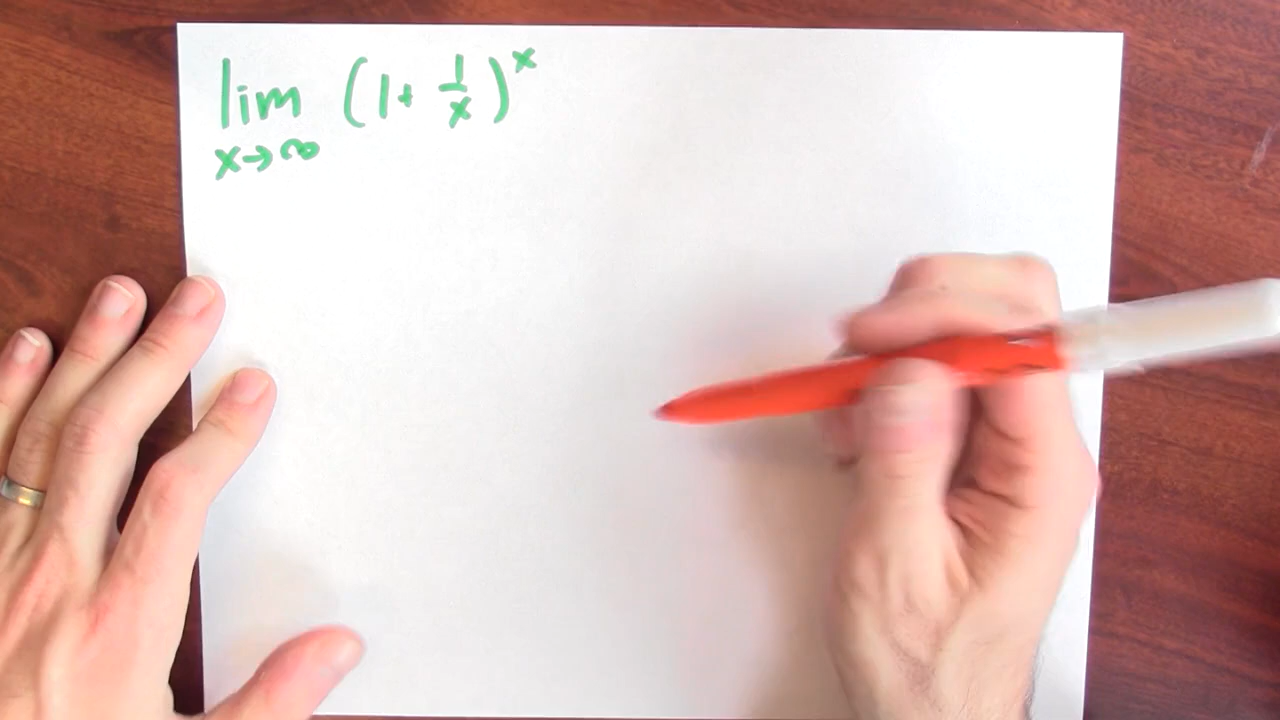 lim (1 + 1/x)^x
x→∞